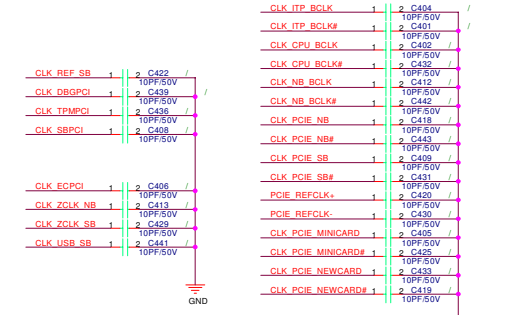 CLK_REF_SB 1 2 C422 /
10PF/50V
CLK_DBGPCI 1 2 C439 /
10PF/50V
CLK_TPMPCI 1 2 C436 /
10PF/50V
CLK_SBPCI 1 2 C408 /
10PF/50V
CLK_ECPCI 1 2 C406 /
10PF/50V
CLK_ZCLK_NB 1 2 C413 /
10PF/50V
CLK_ZCLK_SB 1 2 C429 /
10PF/50V
CLK_USB_SB 1 2 C441 /
10PF/50V
GND
CLK_ITP_BCLK 1 2 C404 /
10PF/50V
CLK_ITP_BCLK# 1 2 C401 /
10PF/50V
CLK_CPU_BCLK 1 2 C402 /
10PF/50V
CLK_CPU_BCLK# 1 2 C432 /
10PF/50V
CLK_NB_BCLK 1 2 C412 /
10PF/50V
CLK_NB_BCLK# 1 2 C442 /
10PF/50V
CLK_PCIE_NB 1 2 C418 /
10PF/50V
CLK_PCIE_NB# 1 2 C443 /
10PF/50V
CLK_PCIE_SB 1 2 C409 /
10PF/50V
CLK_PCIE_SB# 1 2 C431 /
10PF/50V
PCIE_REFCLK+ 1 2 C420 /
10PF/50V
PCIE_REFCLK- 1 2 C430 /
10PF/50V
CLK_PCIE_MINICARD 1 2 C405 /
10PF/50V
CLK_PCIE_MINICARD# 1 2 C425 /
10PF/50V
CLK_PCIE_NEWCARD 1 2 C433 /
10PF/50V
CLK_PCIE_NEWCARD# 1 2 C419 /
10PF/50V